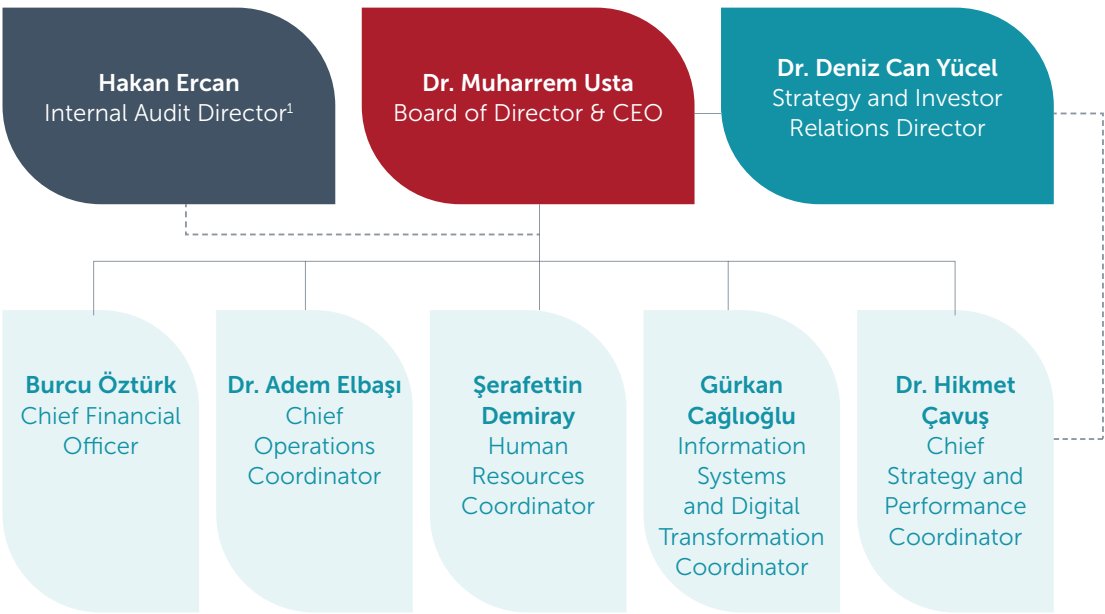 Hakan Ercan
Internal Audit Director¹
Dr. Muharrem Usta
Board of Director & CEO
Dr. Deniz Can Yücel
Strategy and Investor
Relations Director
Burcu Öztürk
Chief Financial
Officer
Dr. Adem Elbaşı
Chief
Operations
Coordinator
Şerafettin
Demiray
Human
Resources
Coordinator
Gürkan
Cağlıoğlu
Information
Systems
and Digital
Transformation
Coordinator
Dr. Hikmet
Çavuş
Chief
Strategy and
Performance
Coordinator